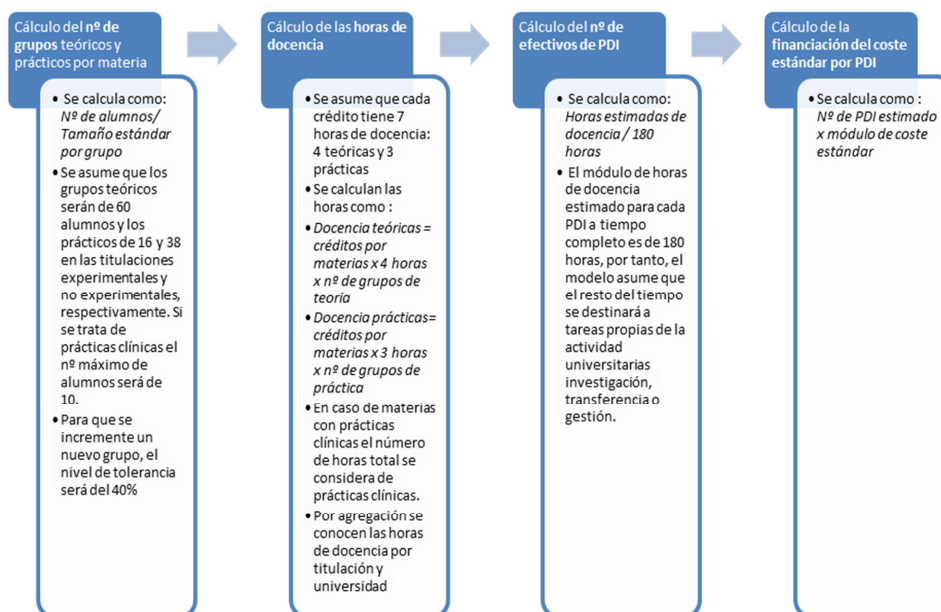 Cálculo del nº de
grupos teóricos y
prácticos por materia
• Se calcula como:
Nº de alumnos/
Tamaño estándar
por grupo
• Se asume que los
grupos teóricos
serán de 60
alumnos y los
prácticos de 16 y 38
en las titulaciones
experimentales y
no experimentales,
respectivamente. Si
se trata de
prácticas clínicas el
nº máximo de
alumnos será de
10.
• Para que se
incremente un
nuevo grupo, el
nivel de tolerancia
será del 40%
Cálculo de las horas de
docencia
• Se asume que cada
crédito tiene 7
horas de docencia:
4 teóricas y 3
prácticas
• Se calculan las
horas como :
• Docencia teóricas =
créditos por
materias x 4 horas
x nº de grupos de
teoría
• Docencia prácticas=
créditos por
materias x 3 horas
x nº de grupos de
práctica
• En caso de materias
con prácticas
clínicas el número
de horas total se
considera de
prácticas clínicas.
• Por agregación se
conocen las horas
de docencia por
titulación y
universidad
Cálculo del nº de
efectivos de PDI
• Se calcula como:
Horas estimadas de
docencia / 180
horas
• El módulo de horas
de docencia
estimado para cada
PDI a tiempo
completo es de 180
horas, por tanto, el
modelo asume que
el resto del tiempo
se destinará a
tareas propias de la
actividad
universitarias
investigación,
transferencia o
gestión.
Cálculo de la
financiación del coste
estándar por PDI
• Se calcula como :
Nº de PDI estimado
x módulo de coste
estándar